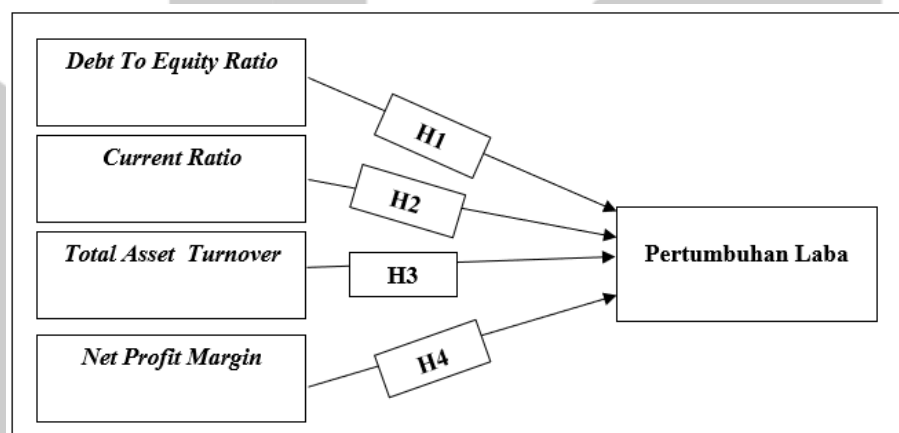 Debt To Equity Ratio
H1
Current Ratio
H2
Total Asset Turnover
H3
Pertumbuhan Laba
Net Profit Margin
H4